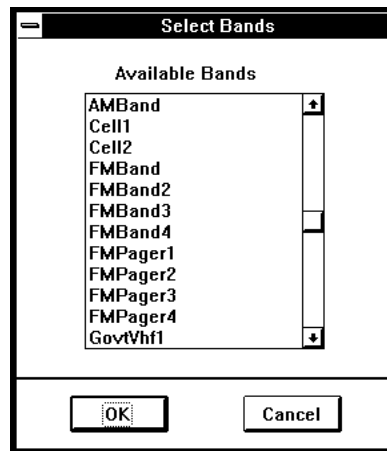 Select Bands
Available Bands
AMBand
Cell1
Cell2
FMBand
FMBand2
FMBand3
FMBand4
FMPager1
FMPager2
FMPager3
FMPager4
GovtVhf1
OK
Cancel